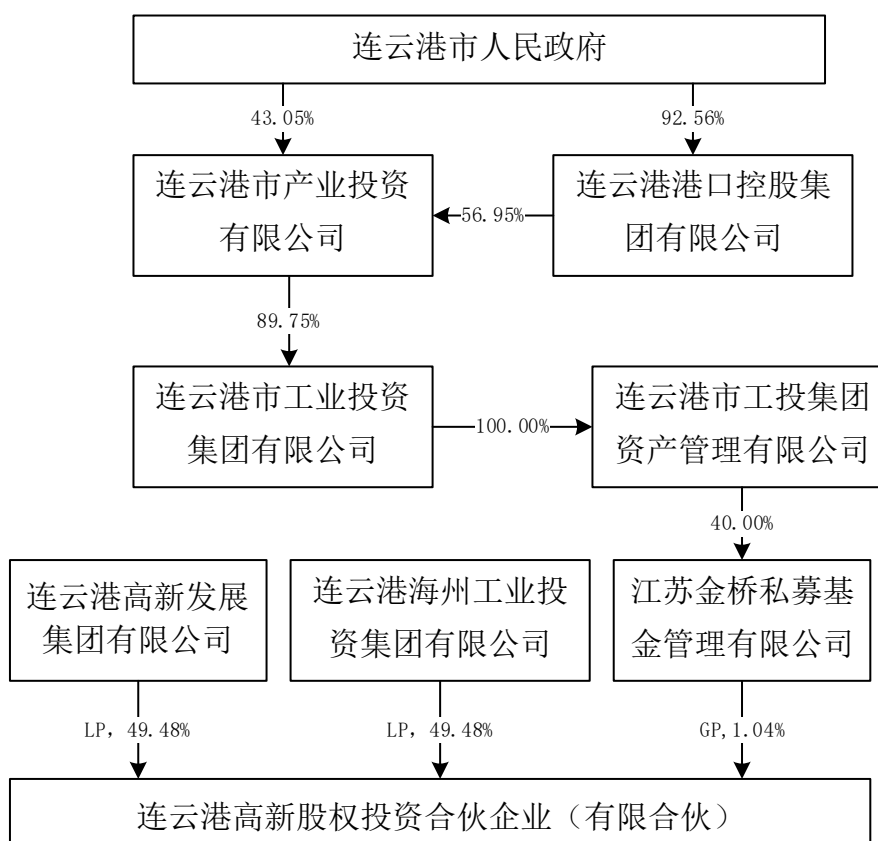 连云港市人民政府
43.05%
92.56%
连云港市产业投资
有限公司
56.95%
连云港港口控股集
团有限公司
89.75%
连云港市工业投资
集团有限公司
100.00%
连云港市工投集团
资产管理有限公司
40.00%
连云港高新发展
集团有限公司
连云港海州工业投
资集团有限公司
江苏金桥私募基
金管理有限公司
LP，49.48%
LP，49.48%
GP,1.04%
连云港高新股权投资合伙企业（有限合伙）